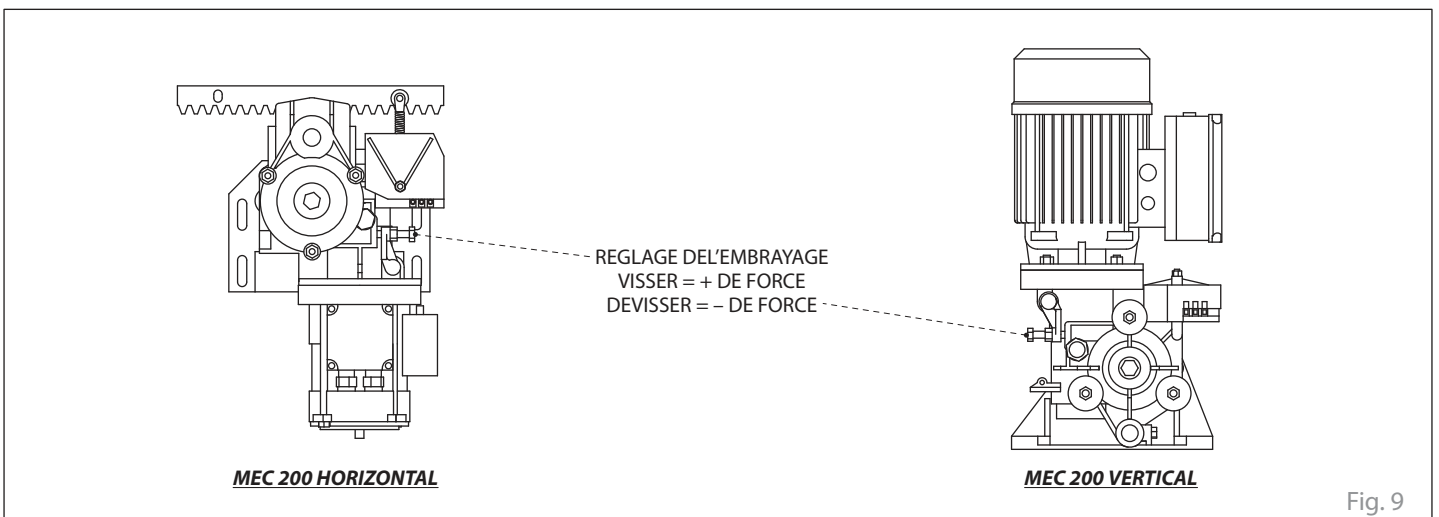 REGLAGE DEL'EMBRAYAGE
VISSER = + DE FORCE
DEVISSER = – DE FORCE
MEC 200 HORIZONTAL
MEC 200 VERTICAL
Fig. 9